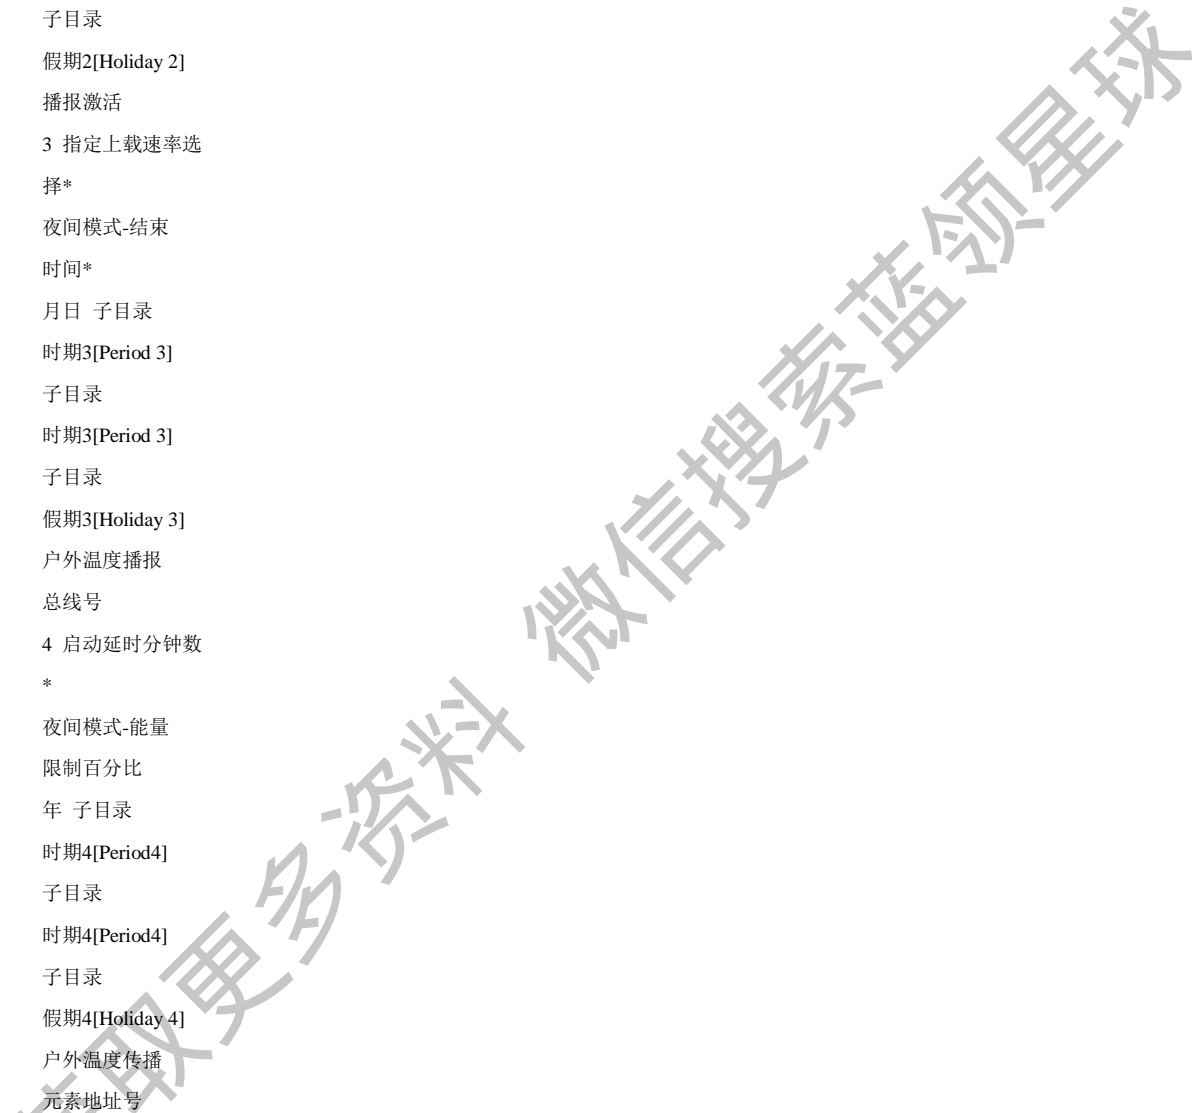 子目录
假期2[Holiday 2]
播报激活
3 指定上载速率选
择*
夜间模式-结束
时间*
月日 子目录
时期3[Period 3]
子目录
时期3[Period 3]
子目录
假期3[Holiday 3]
户外温度播报
总线号
4 启动延时分钟数
*
夜间模式-能量
限制百分比
年 子目录
时期4[Period4]
子目录
时期4[Period4]
子目录
假期4[Holiday 4]
户外温度传播
元素地址号
获取更多资料 微信搜索蓝领星球